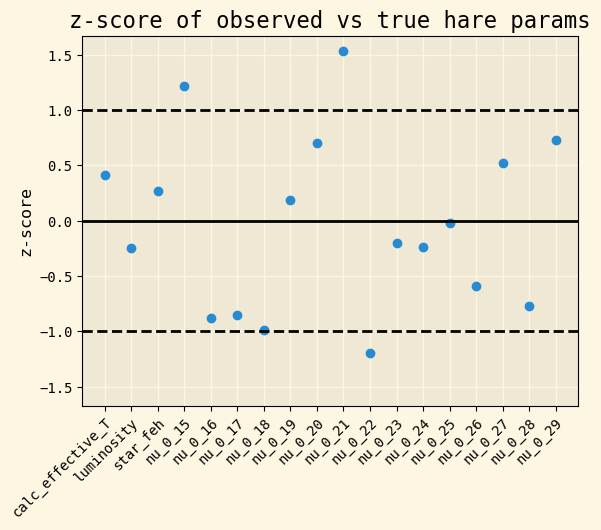 z-score of observed vs true hare params
z-score
1.5
1.0
0.5
0.0
−0.5
−1.0
−1.5
calc_effective_T
luminosity
star_feh
nu_0_15
nu_0_16
nu_0_17
nu_0_18
nu_0_19
nu_0_20
nu_0_21
nu_0_22
nu_0_23
nu_0_24
nu_0_25
nu_0_26
nu_0_27
nu_0_28
nu_0_29